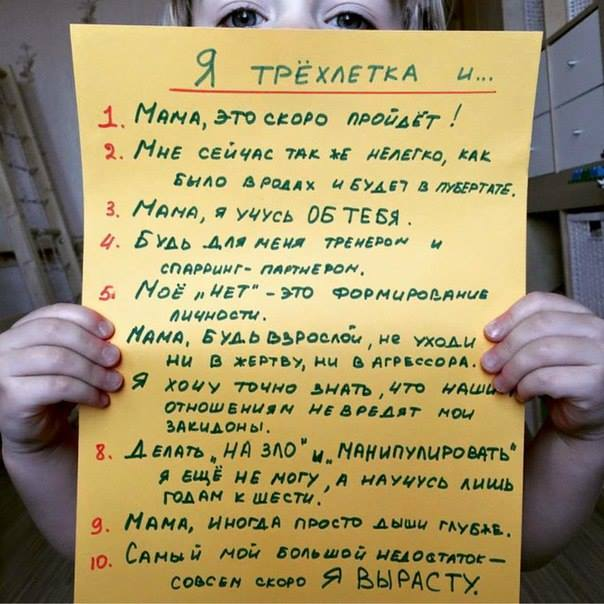 Я ТРЁХЛЕТКА И...
1. МАМА, ЭТО СКОРО ПРОЙДЁТ!
2. МНЕ СЕЙЧАС ТАК ЖЕ НЕЛЕГКО, КАК
БЫЛО В РОДАХ И БУДЕТ В ПУБЕРТАТЕ.
3. МАМА, Я УЧУСЬ ОБ ТЕБЯ.
4. БУДЬ ДЛЯ МЕНЯ ТРЕНЕРОМ И
СПАРРИНГ-ПАРТНЕРОМ.
5. МОЁ „НЕТ" - ЭТО ФОРМИРОВАНИЕ
ЛИЧНОСТИ.
МАМА, БУДЬ ВЗРОСЛОЙ, НЕ УХОДИ
НИ В ЖЕРТВУ, НИ В АГРЕССОРА.
Я ХОЧУ ТОЧНО ЗНАТЬ, ЧТО НАШИ
ОТНОШЕНИЯМ НЕ ВРЕДЯТ МОИ
ЗАКИДОНЫ.
8. ДЕЛАТЬ „НА ЗЛО" И „МАНИПУЛИРОВАТЬ"
Я ЕЩЁ НЕ МОГУ, А НАУЧУСЬ ЛИШЬ
ГОДАМ К ШЕСТИ.
9. МАМА, ИНОГДА ПРОСТО ДЫШИ ГЛУБЖЕ.
10. САМЫЙ МОЙ БОЛЬШОЙ НЕДОСТАТОК —
СОВСЕМ СКОРО Я ВЫРАСТУ.